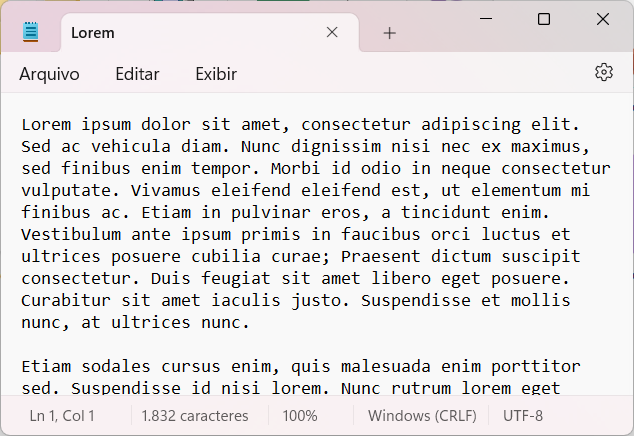 Lorem
Arquivo Editar Exibir
Lorem ipsum dolor sit amet, consectetur adipiscing elit.
Sed ac vehicula diam. Nunc dignissim nisi nec ex maximus,
sed finibus enim tempor. Morbi id odio in neque consectetur
vulputate. Vivamus eleifend eleifend est, ut elementum mi
finibus ac. Etiam in pulvinar eros, a tincidunt enim.
Vestibulum ante ipsum primis in faucibus orci luctus et
ultrices posuere cubilia curae; Praesent dictum suscipit
consectetur. Duis feugiat sit amet libero eget posuere.
Curabitur sit amet iaculis justo. Suspendisse et mollis
nunc, at ultrices nunc.
Etiam sodales cursus enim, quis malesuada enim porttitor
sed. Suspendisse id nisi lorem. Nunc rutrum lorem eget
Ln 1, Col 1 1.832 caracteres 100% Windows (CRLF) UTF-8